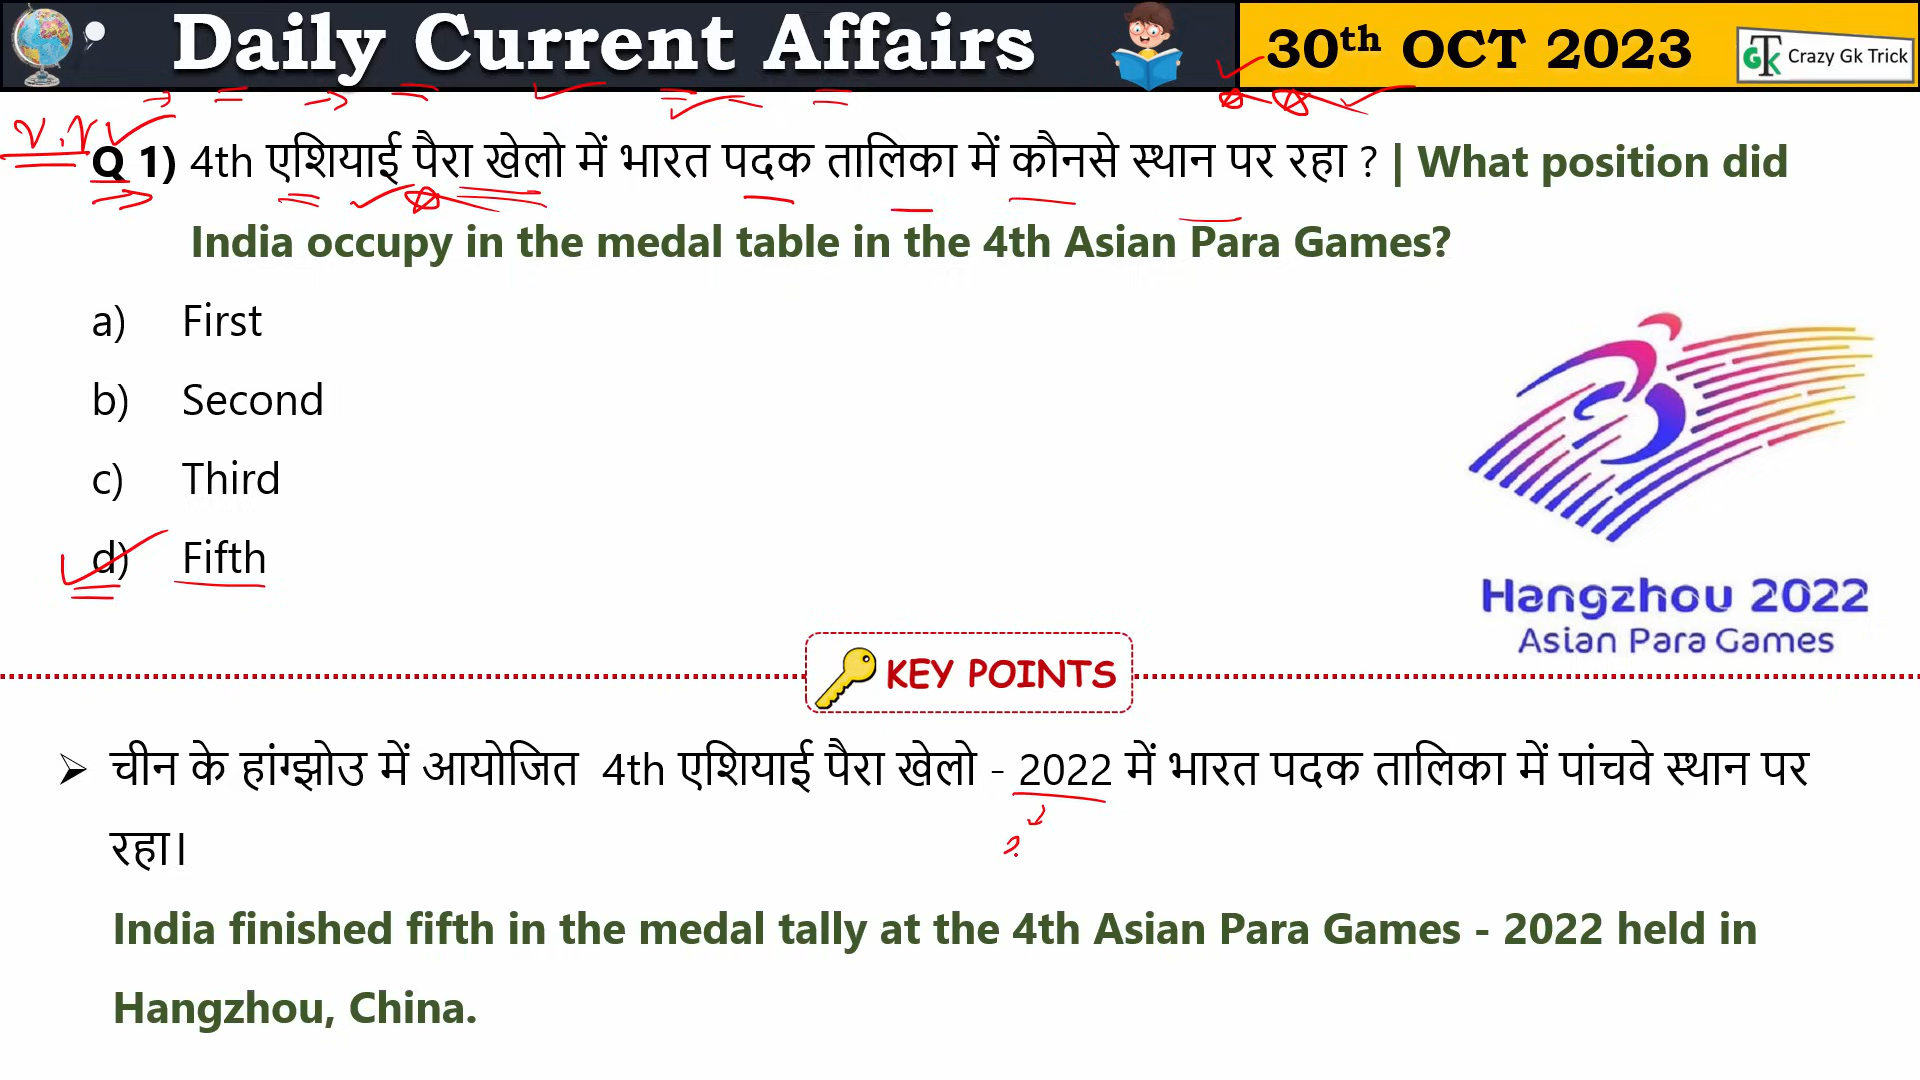 Daily Current Affairs
30th OCT 2023
GTK Crazy Gk Trick
V.V
Q 1) 4th एशियाई पैरा खेलो में भारत पदक तालिका में कौनसे स्थान पर रहा ? | What position did
India occupy in the medal table in the 4th Asian Para Games?
a) First
b) Second
c) Third
d) Fifth
Hangzhou 2022
Asian Para Games
KEY POINTS
➢ चीन के हांग्झोउ में आयोजित 4th एशियाई पैरा खेलो - 2022 में भारत पदक तालिका में पांचवे स्थान पर
रहा।
?
India finished fifth in the medal tally at the 4th Asian Para Games - 2022 held in
Hangzhou, China.